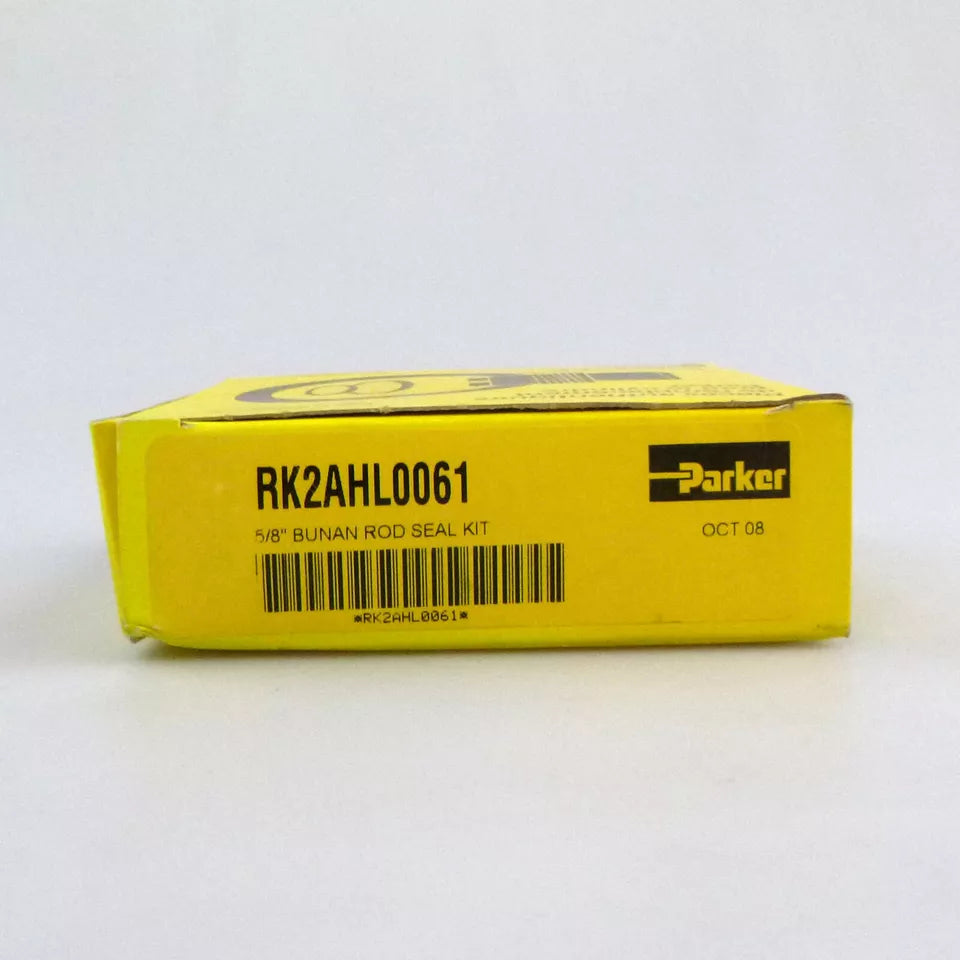 RK2AHL0061
Parker
5/8" BUNAN ROD SEAL KIT
OCT 08
*RK2AHL0061*